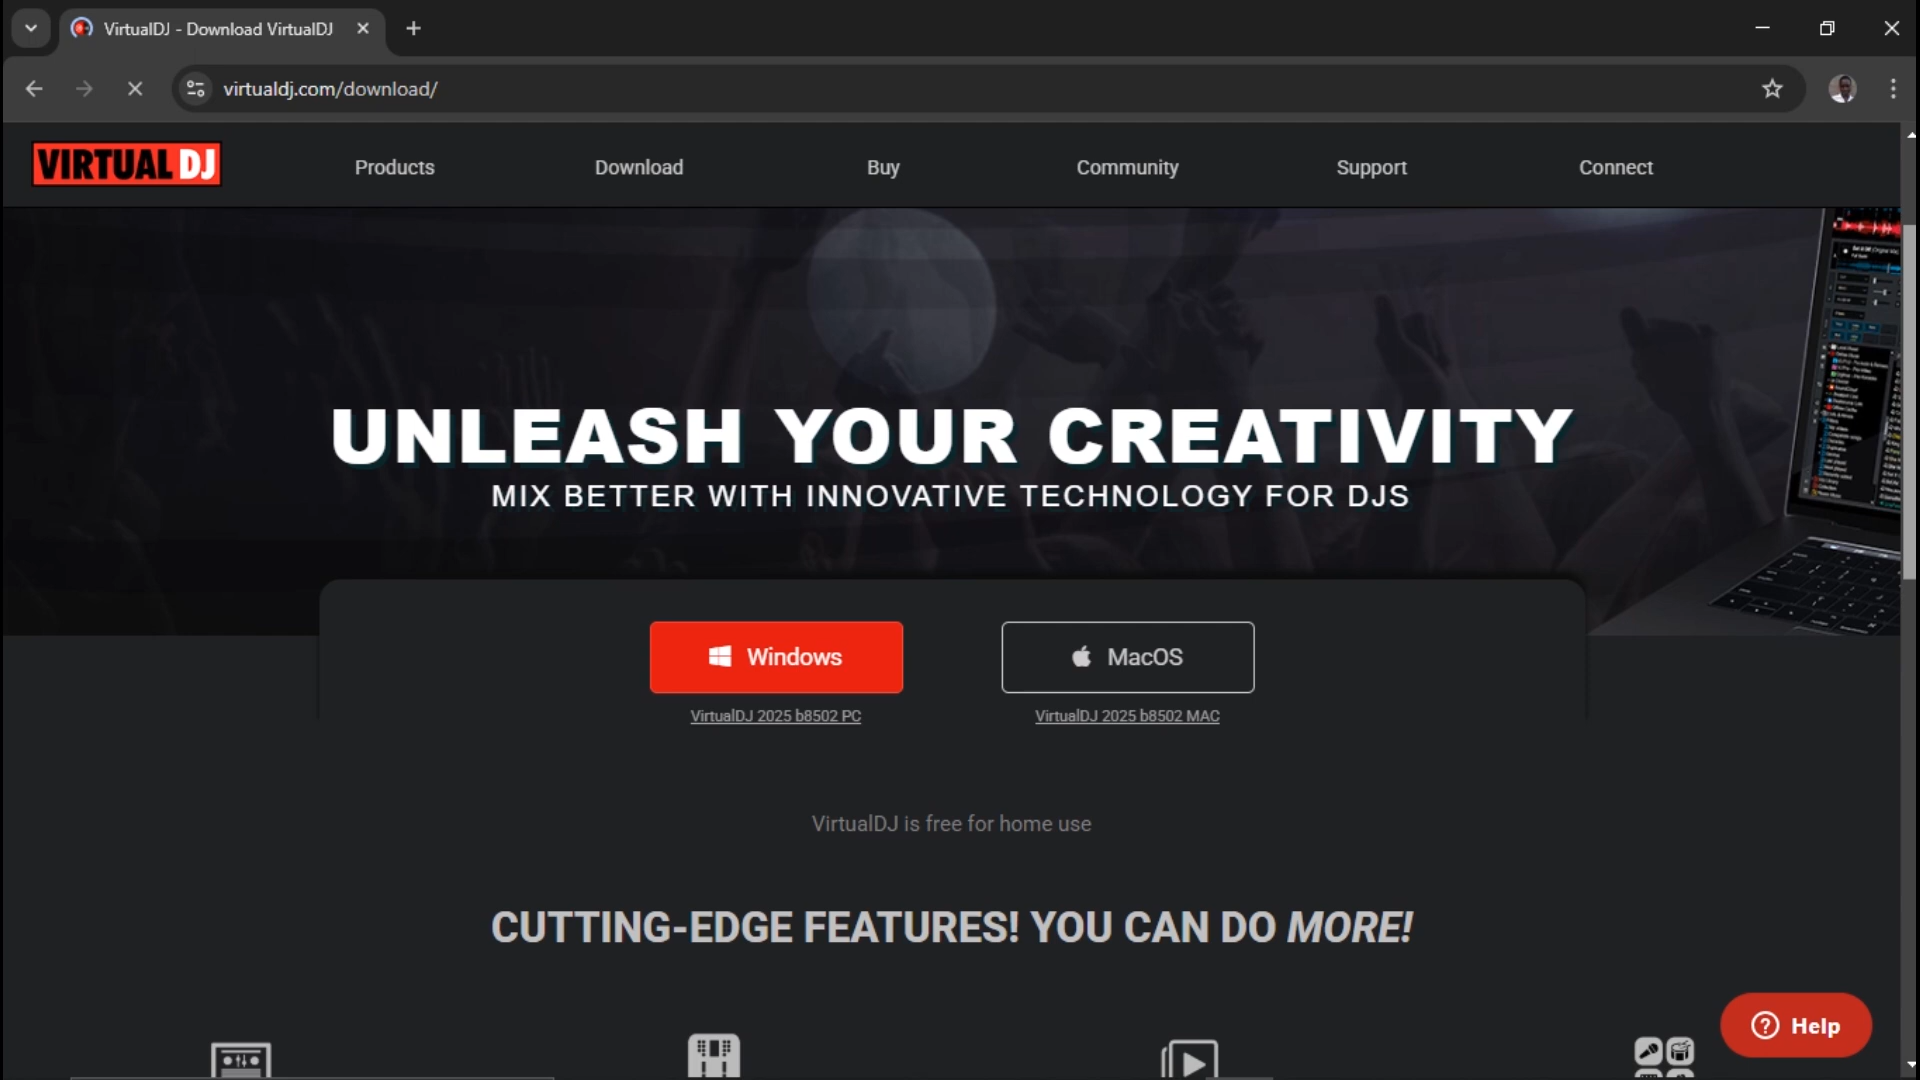 VirtualDJ - Download VirtualDJ
virtualdj.com/download/
VIRTUAL DJ
Products
Download
Buy
Community
Support
Connect
UNLEASH YOUR CREATIVITY
MIX BETTER WITH INNOVATIVE TECHNOLOGY FOR DJS
Windows
MacOS
VirtualDJ 2025 b8502 PC
VirtualDJ 2025 b8502 MAC
VirtualDJ is free for home use
CUTTING-EDGE FEATURES! YOU CAN DO MORE!
Help